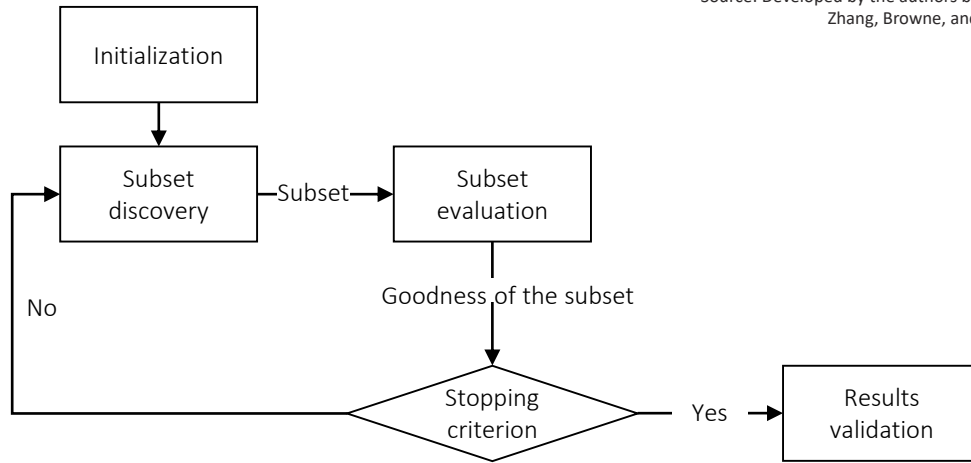 Source: Developed by the authors b
Zhang, Browne, and
Initialization
Subset
discovery
Subset
Subset
evaluation
No
Goodness of the subset
Stopping
criterion
Yes
Results
validation